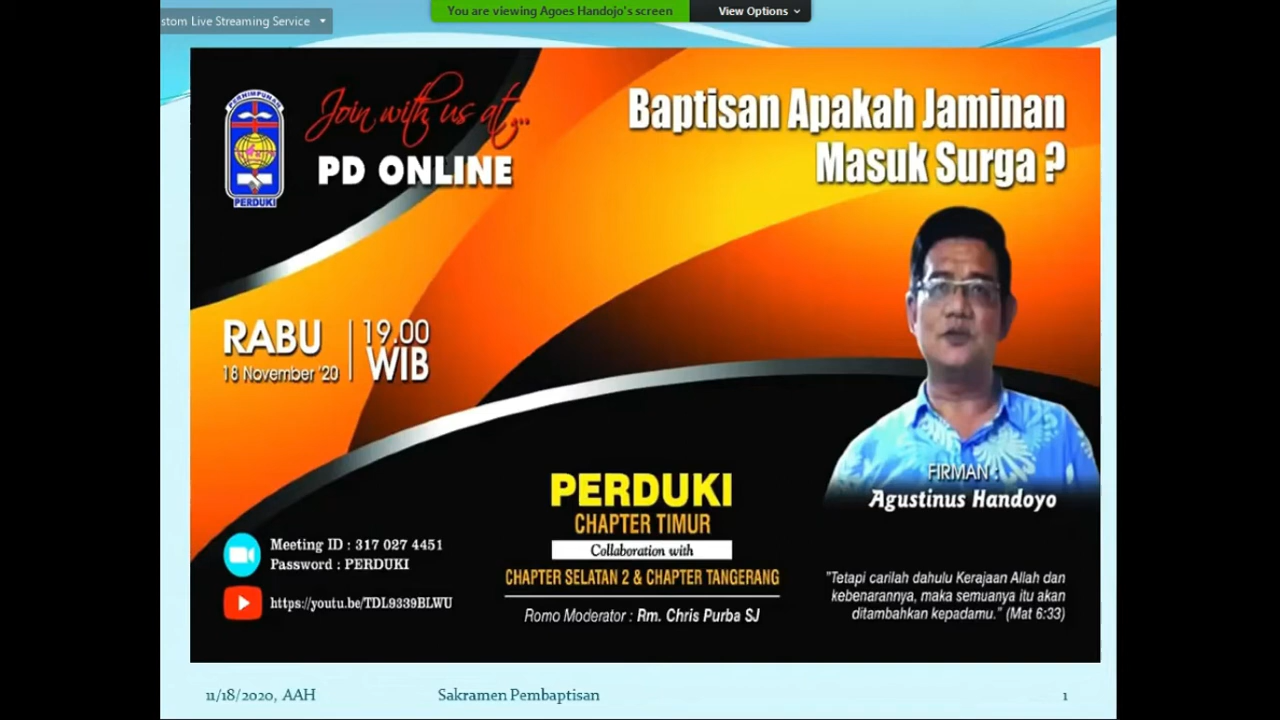 stom Live Streaming Service
You are viewing Agoes Handojo's screen
View Options
PERHIMPUNAN
PERDUKI
Join with us at...
PD ONLINE
Baptisan Apakah Jaminan
Masuk Surga ?
RABU
18 November '20
19.00
WIB
FIRMAN :
Agustinus Handoyo
PERDUKI
CHAPTER TIMUR
Collaboration with
CHAPTER SELATAN 2 & CHAPTER TANGERANG
Romo Moderator : Rm. Chris Purba SJ
Meeting ID : 317 027 4451
Password : PERDUKI
https://youtu.be/TDL9339BLWU
"Tetapi carilah dahulu Kerajaan Allah dan
kebenarannya, maka semuanya itu akan
ditambahkan kepadamu." (Mat 6:33)
11/18/2020, AAH
Sakramen Pembaptisan
1